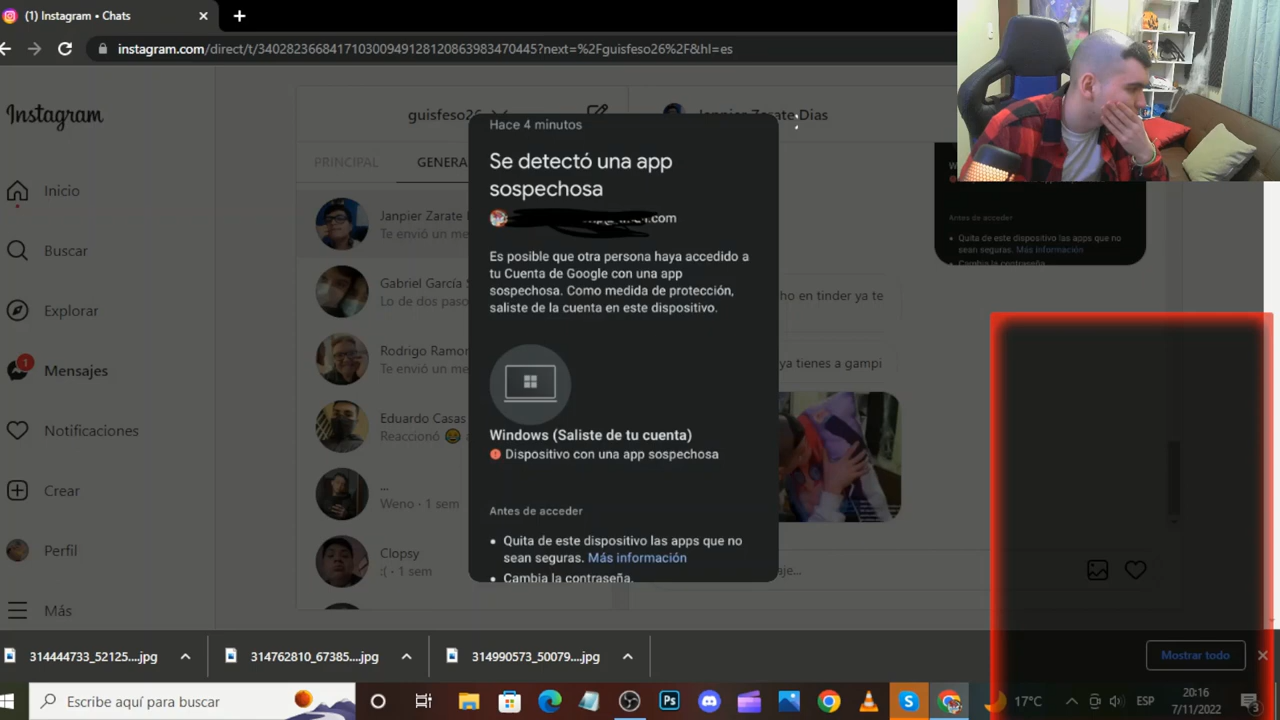 (1) Instagram • Chats
instagram.com/direct/t/340282366841710300949128120863983470445?next=%2Fguisfeso26%2F&hl=es
Instagram
Inicio
Buscar
Explorar
1
Mensajes
Notificaciones
Crear
Perfil
Más
guisfeso26
PRINCIPAL
GENERA
Janpier Zarate
Te envió un me
Gabriel García S
Lo de dos paso
Rodrigo Ramon
Te envió un me
Eduardo Casas
Reaccionó 😂 a
...
Weno · 1 sem
Clopsy
:( · 1 sem
Janpier Zarate Dias
Hace 4 minutos
Se detectó una app
sospechosa
.com
Es posible que otra persona haya accedido a
tu Cuenta de Google con una app
sospechosa. Como medida de protección,
saliste de la cuenta en este dispositivo.
Windows (Saliste de tu cuenta)
Dispositivo con una app sospechosa
Antes de acceder
• Quita de este dispositivo las apps que no
sean seguras. Más información
• Cambia la contraseña.
Antes de acceder
• Quita de este dispositivo las apps que no
sean seguras. Más información
• Cambia la contraseña.
ho en tinder ya te
ya tienes a gampi
aje...
314444733_52125....jpg
314762810_67385....jpg
314990573_50079....jpg
Mostrar todo
Escribe aquí para buscar
17°C
ESP
20:16
7/11/2022
3